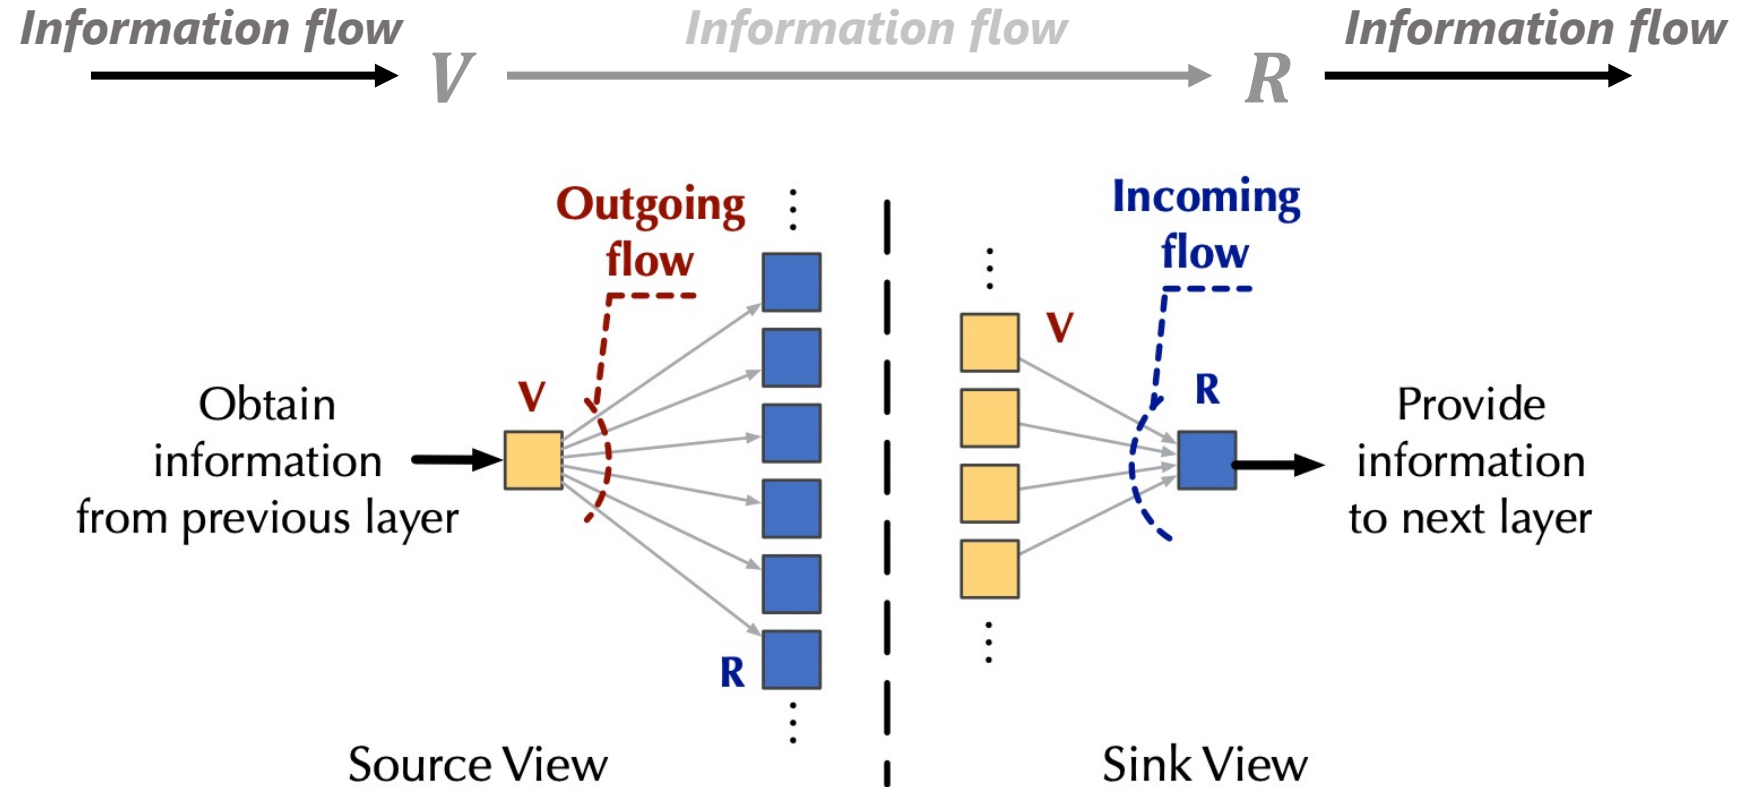 Information flow
V
Information flow
R
Information flow
Outgoing
flow
V
Obtain
information
from previous layer
R
Source View
Incoming
flow
V
R
Provide
information
to next layer
Sink View